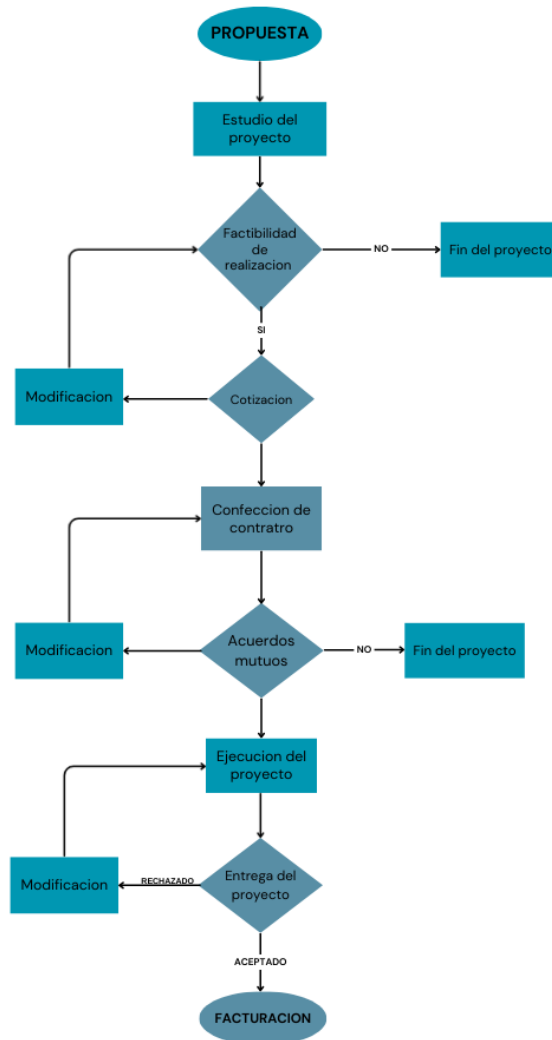 PROPUESTA
Estudio del
proyecto
Factibilidad
de
realizacion
NO
Fin del proyecto
SI
Modificacion
Cotizacion
Confeccion de
contratro
Modificacion
Acuerdos
mutuos
NO
Fin del proyecto
Ejecucion del
proyecto
Modificacion
RECHAZADO
Entrega del
proyecto
ACEPTADO
FACTURACION